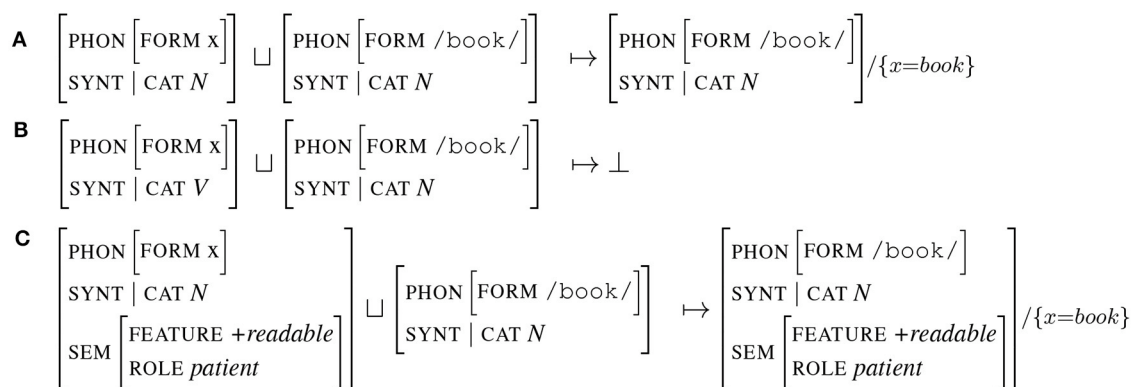 A
PHON [FORM x] ⊔ PHON [FORM /book/] ↦ PHON [FORM /book/]
SYNT | CAT N SYNT | CAT N SYNT | CAT N /{x=book}
B
PHON [FORM x] ⊔ PHON [FORM /book/] ↦ ⊥
SYNT | CAT V SYNT | CAT N
C
PHON [FORM x] PHON [FORM /book/]
SYNT | CAT N ⊔ PHON [FORM /book/] ↦ SYNT | CAT N
SYNT | CAT N /{x=book}
SEM [FEATURE +readable SEM [FEATURE +readable
ROLE patient] ROLE patient]